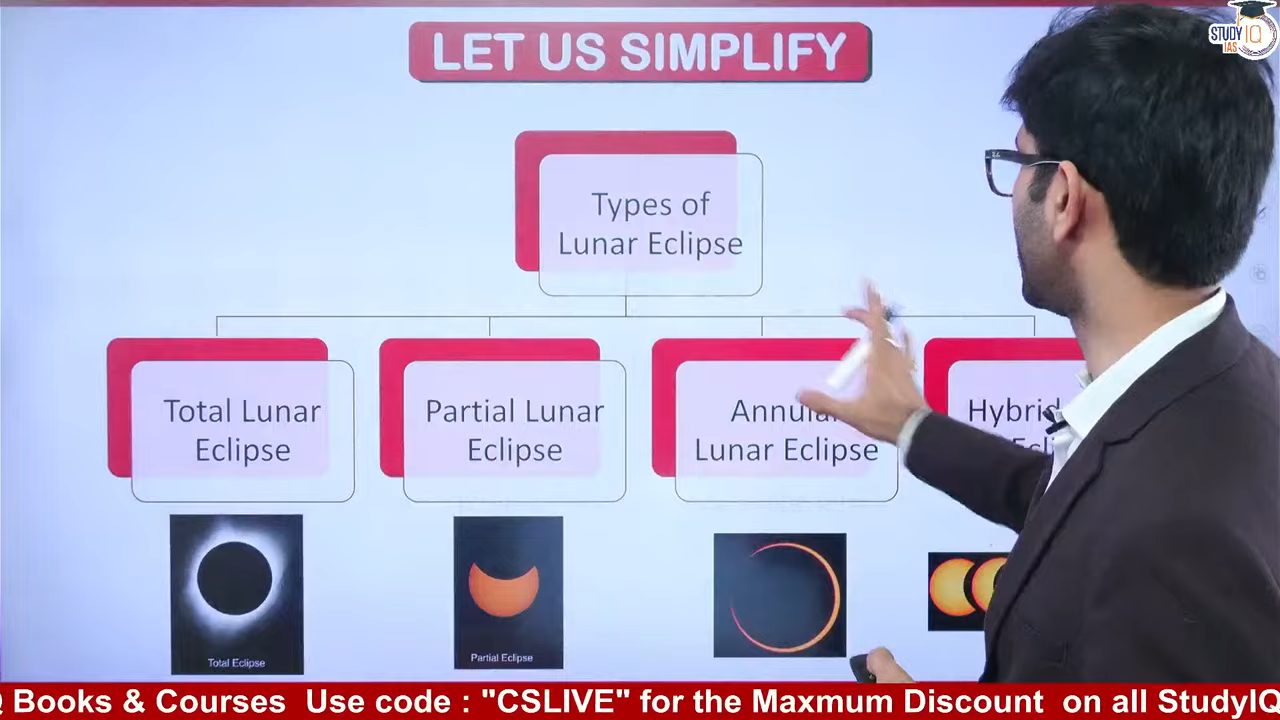 STUDY IQ
IAS
LET US SIMPLIFY
Types of
Lunar Eclipse
Total Lunar
Eclipse
Partial Lunar
Eclipse
Lunar Eclipse
Hybrid
Total Eclipse
Partial Eclipse
Q Books & Courses Use code : "CSLIVE" for the Maxmum Discount on all StudyIQ